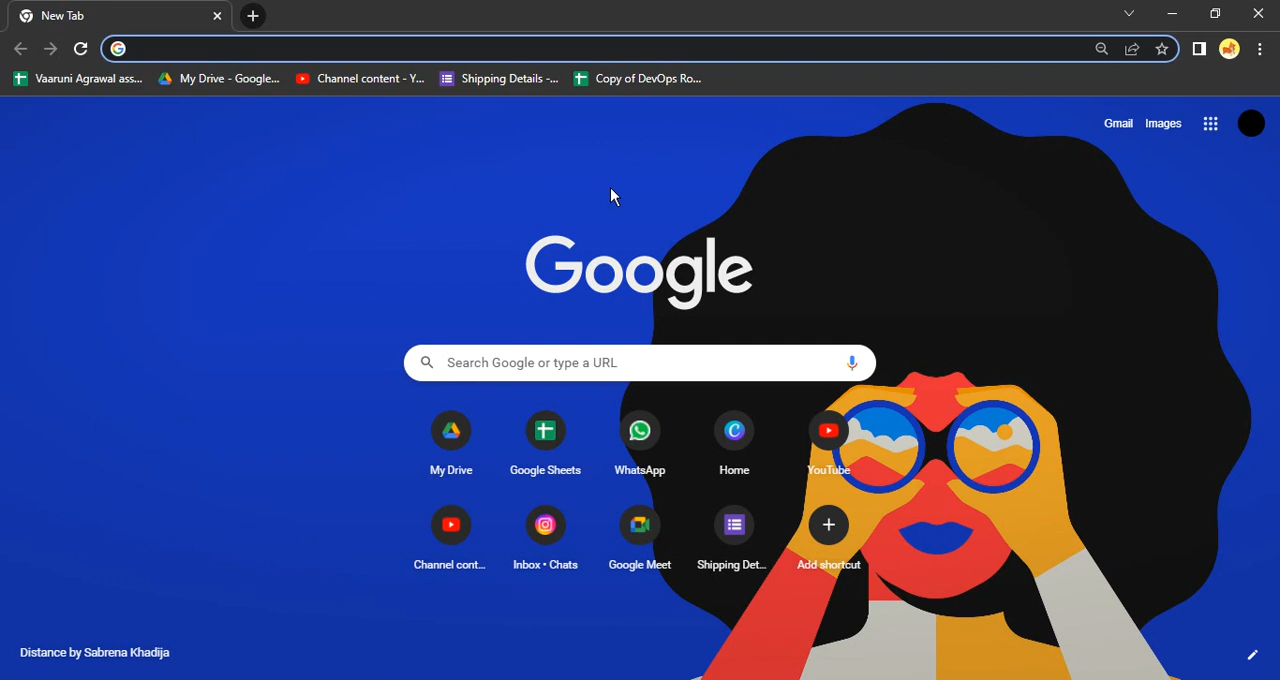 New Tab
Vaaruni Agrawal ass... My Drive - Google... Channel content - Y... Shipping Details -... Copy of DevOps Ro...
Gmail Images
Google
Search Google or type a URL
My Drive Google Sheets WhatsApp Home YouTube
Channel cont... Inbox • Chats Google Meet Shipping Det... Add shortcut
Distance by Sabrena Khadija